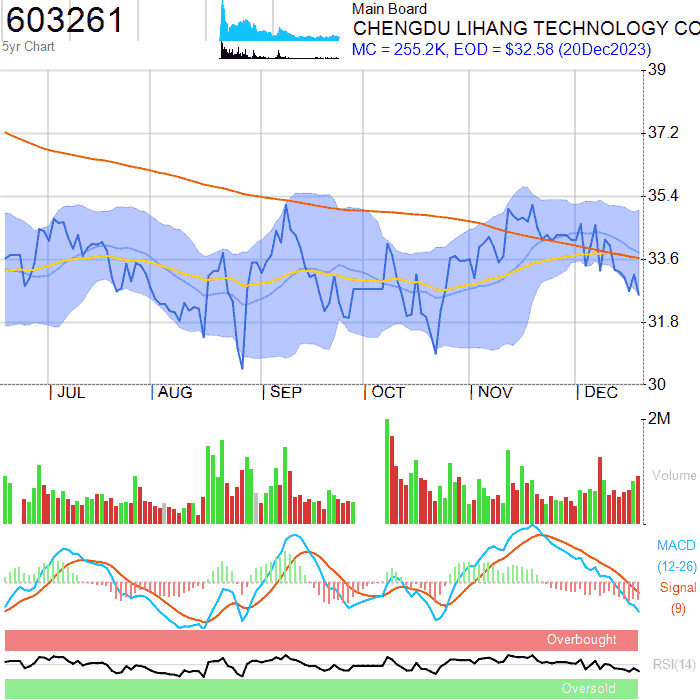 603261
5yr Chart
Main Board
CHENGDU LIHANG TECHNOLOGY CO
MC = 255.2K, EOD = $32.58 (20Dec2023)
39
37.2
35.4
33.6
31.8
30
JUL AUG SEP OCT NOV DEC
2M
Volume
MACD
(12-26)
Signal
(9)
Overbought
RSI(14)
Oversold